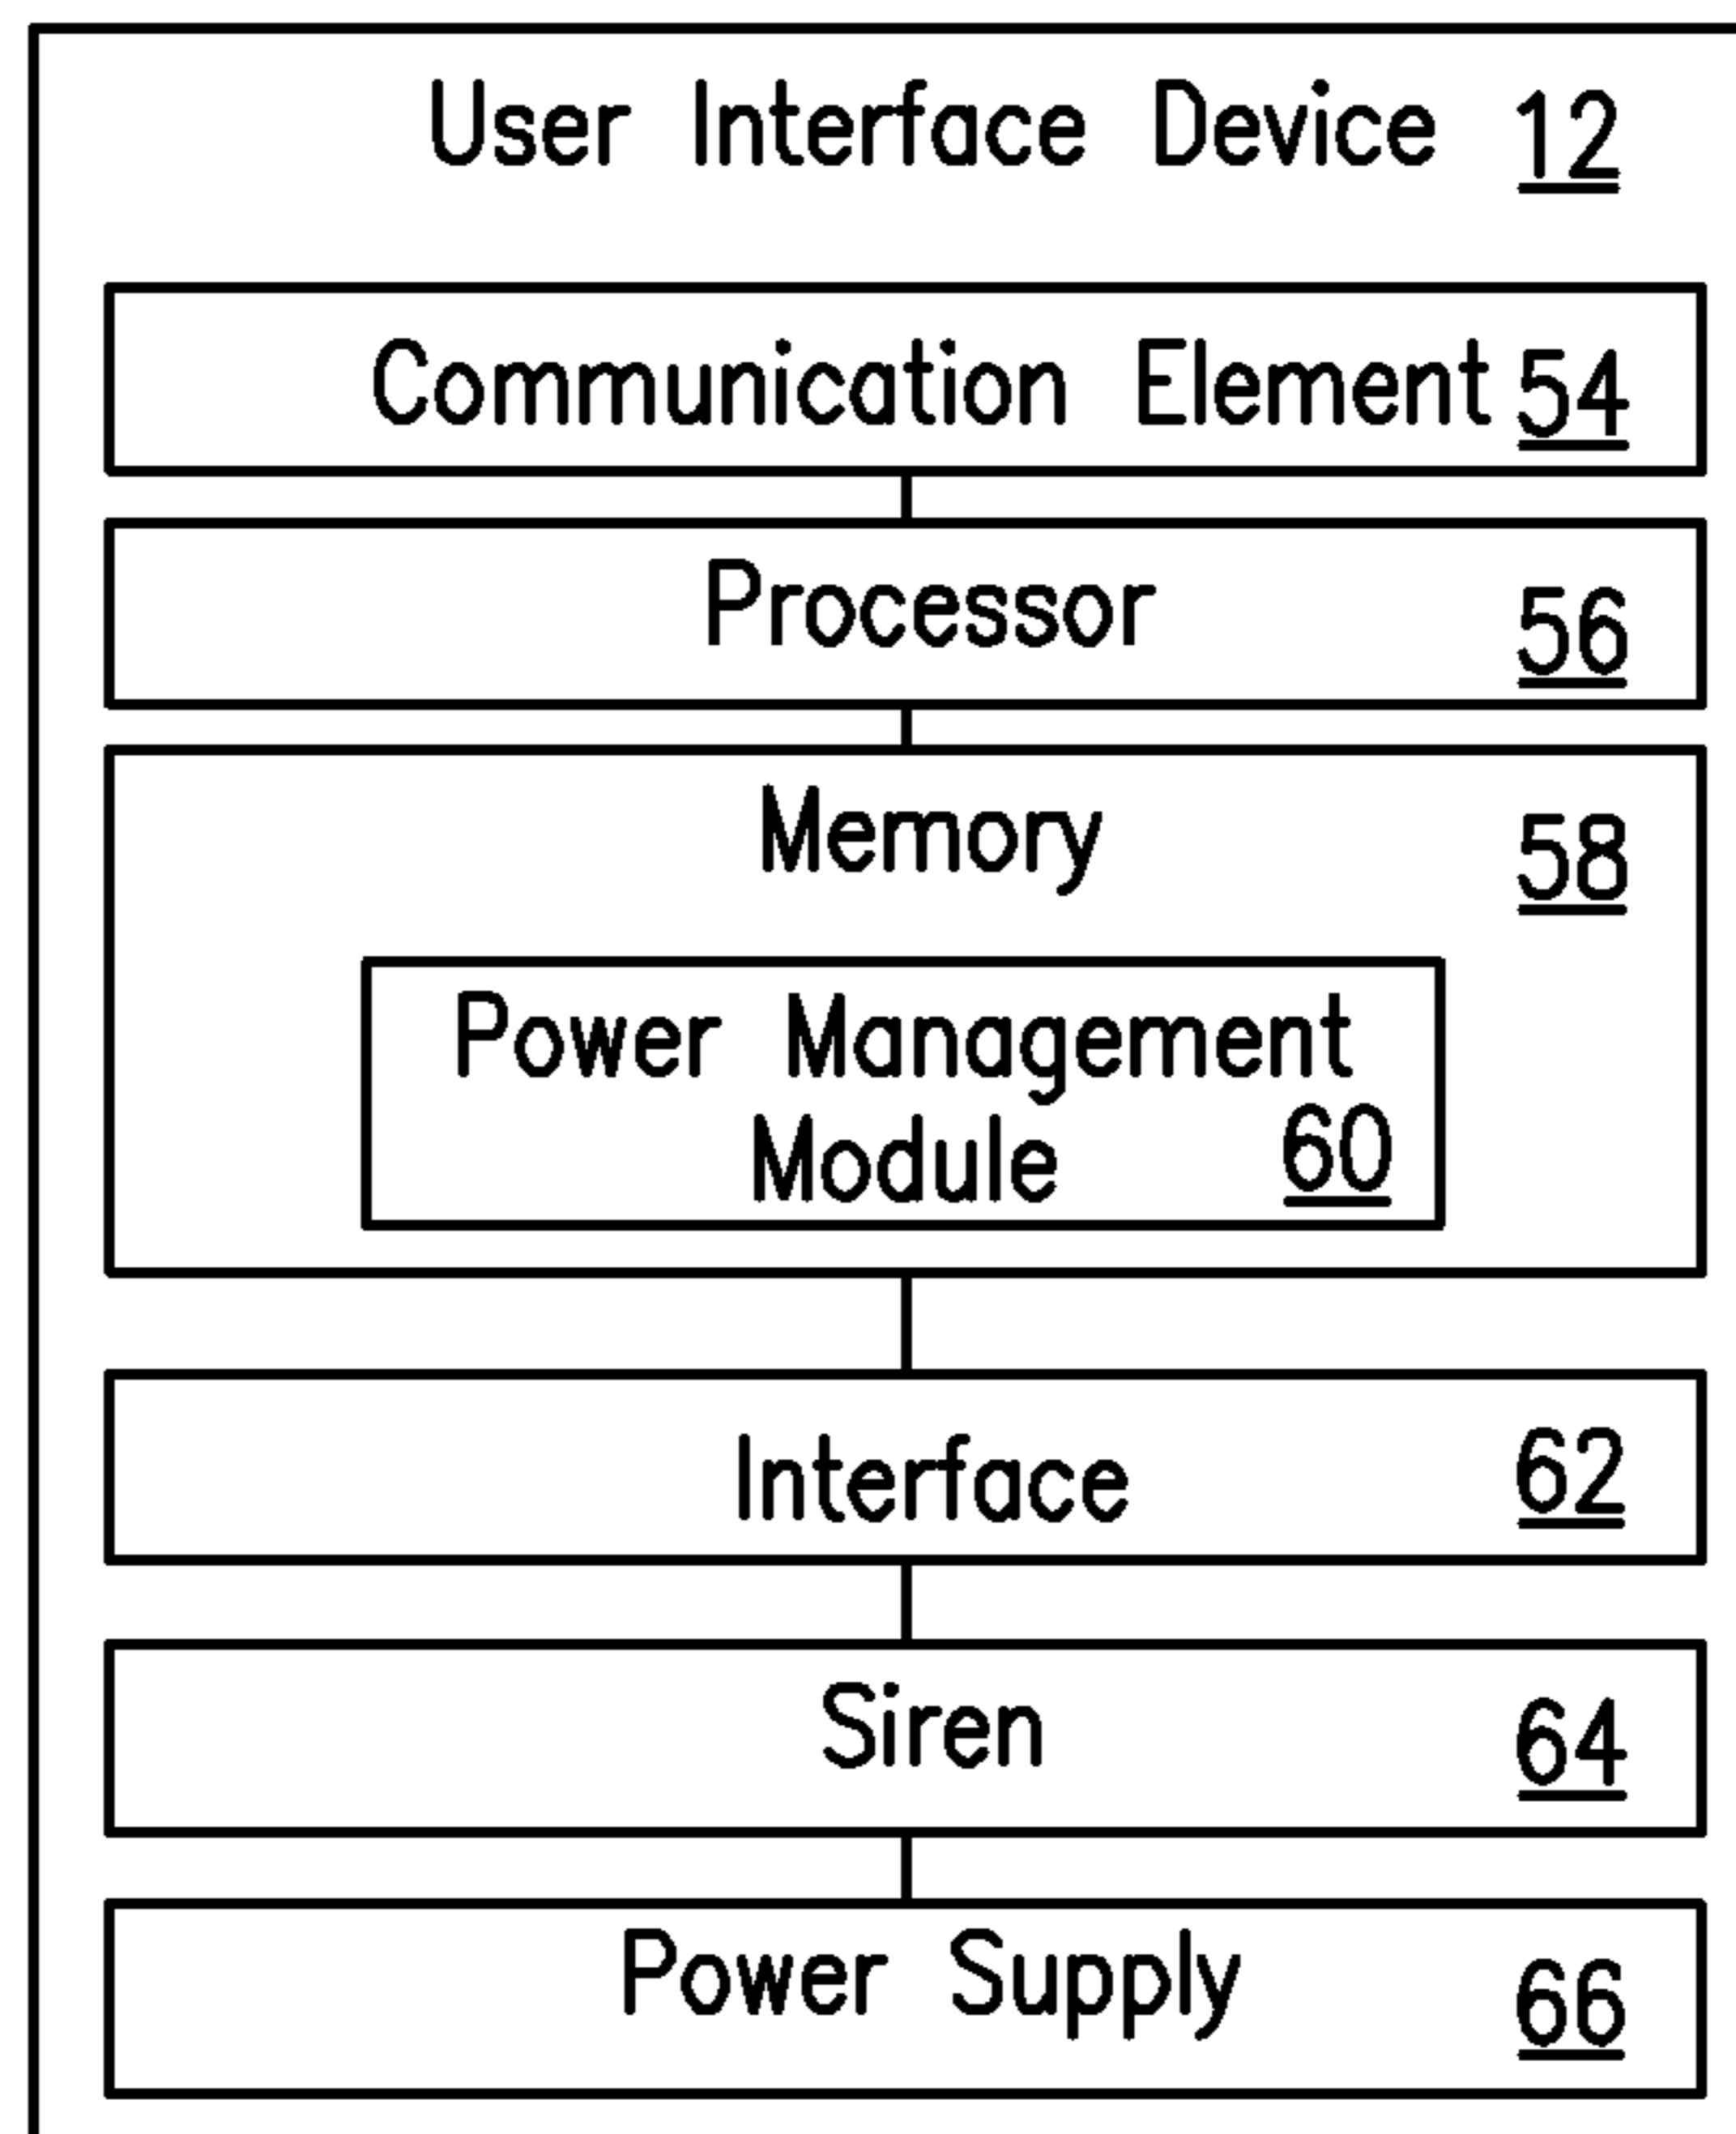 User Interface Device 12
Communication Element 54
Processor 56
Memory 58
Power Management
Module 60
Interface 62
Siren 64
Power Supply 66